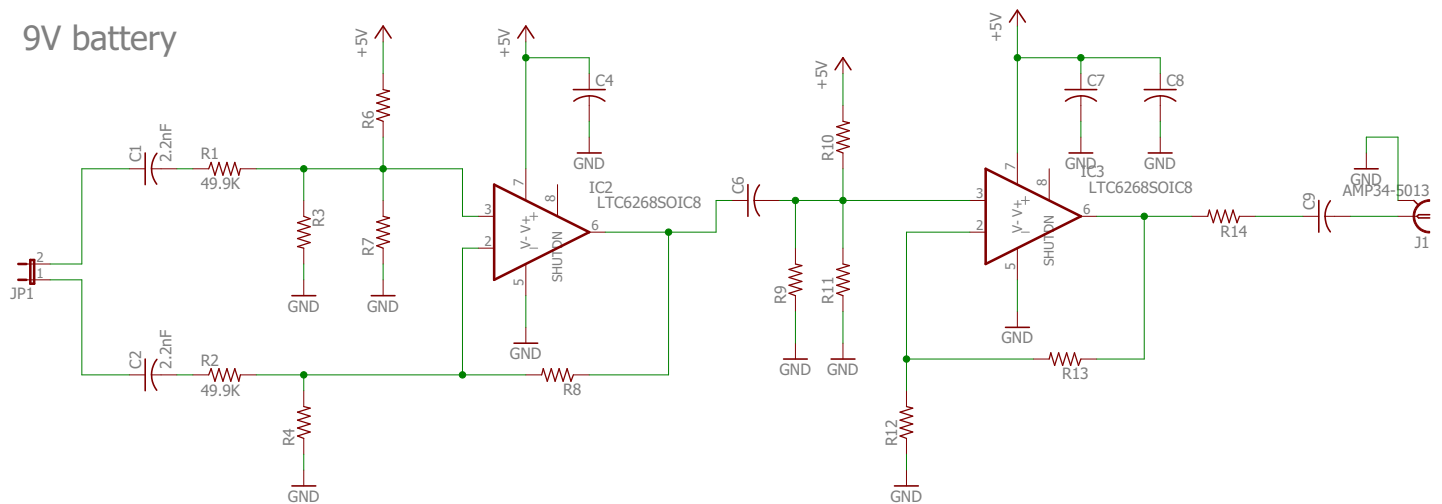 9V battery
+5V
+5V
+5V
+5V
C4
C7
C8
R6
GND
R10
GND
GND
C1
2.2nF
R1
49.9K
GND
IC2
LTC6268SOIC8
IC3
LTC6268SOIC8
AMP34-5013
7
8
3
2
6
5
V- V+
SHUTDN
C6
7
8
3
2
6
5
V- V+
SHUTDN
R14
C9
J1
R3
R7
2
1
JP1
GND
GND
GND
R9
R11
GND
GND
GND
C2
2.2nF
R2
49.9K
R8
R13
R4
GND
R12
GND